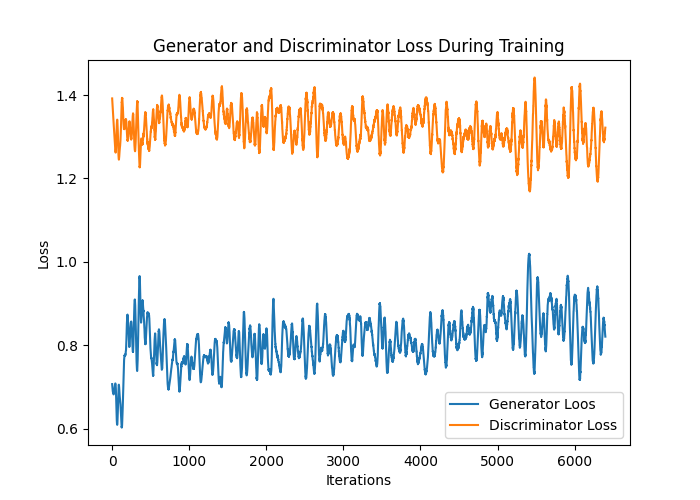 Generator and Discriminator Loss During Training
1.4
1.2
1.0
0.8
0.6
Loss
0 1000 2000 3000 4000 5000 6000
Iterations
Generator Loos
Discriminator Loss